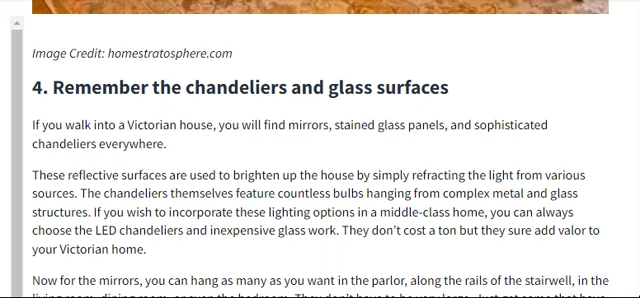 Image Credit: homestratosphere.com
4. Remember the chandeliers and glass surfaces
If you walk into a Victorian house, you will find mirrors, stained glass panels, and sophisticated
chandeliers everywhere.
These reflective surfaces are used to brighten up the house by simply refracting the light from various
sources. The chandeliers themselves feature countless bulbs hanging from complex metal and glass
structures. If you wish to incorporate these lighting options in a middle-class home, you can always
choose the LED chandeliers and inexpensive glass work. They don't cost a ton but they sure add valor to
your Victorian home.
Now for the mirrors, you can hang as many as you want in the parlor, along the rails of the stairwell, in the